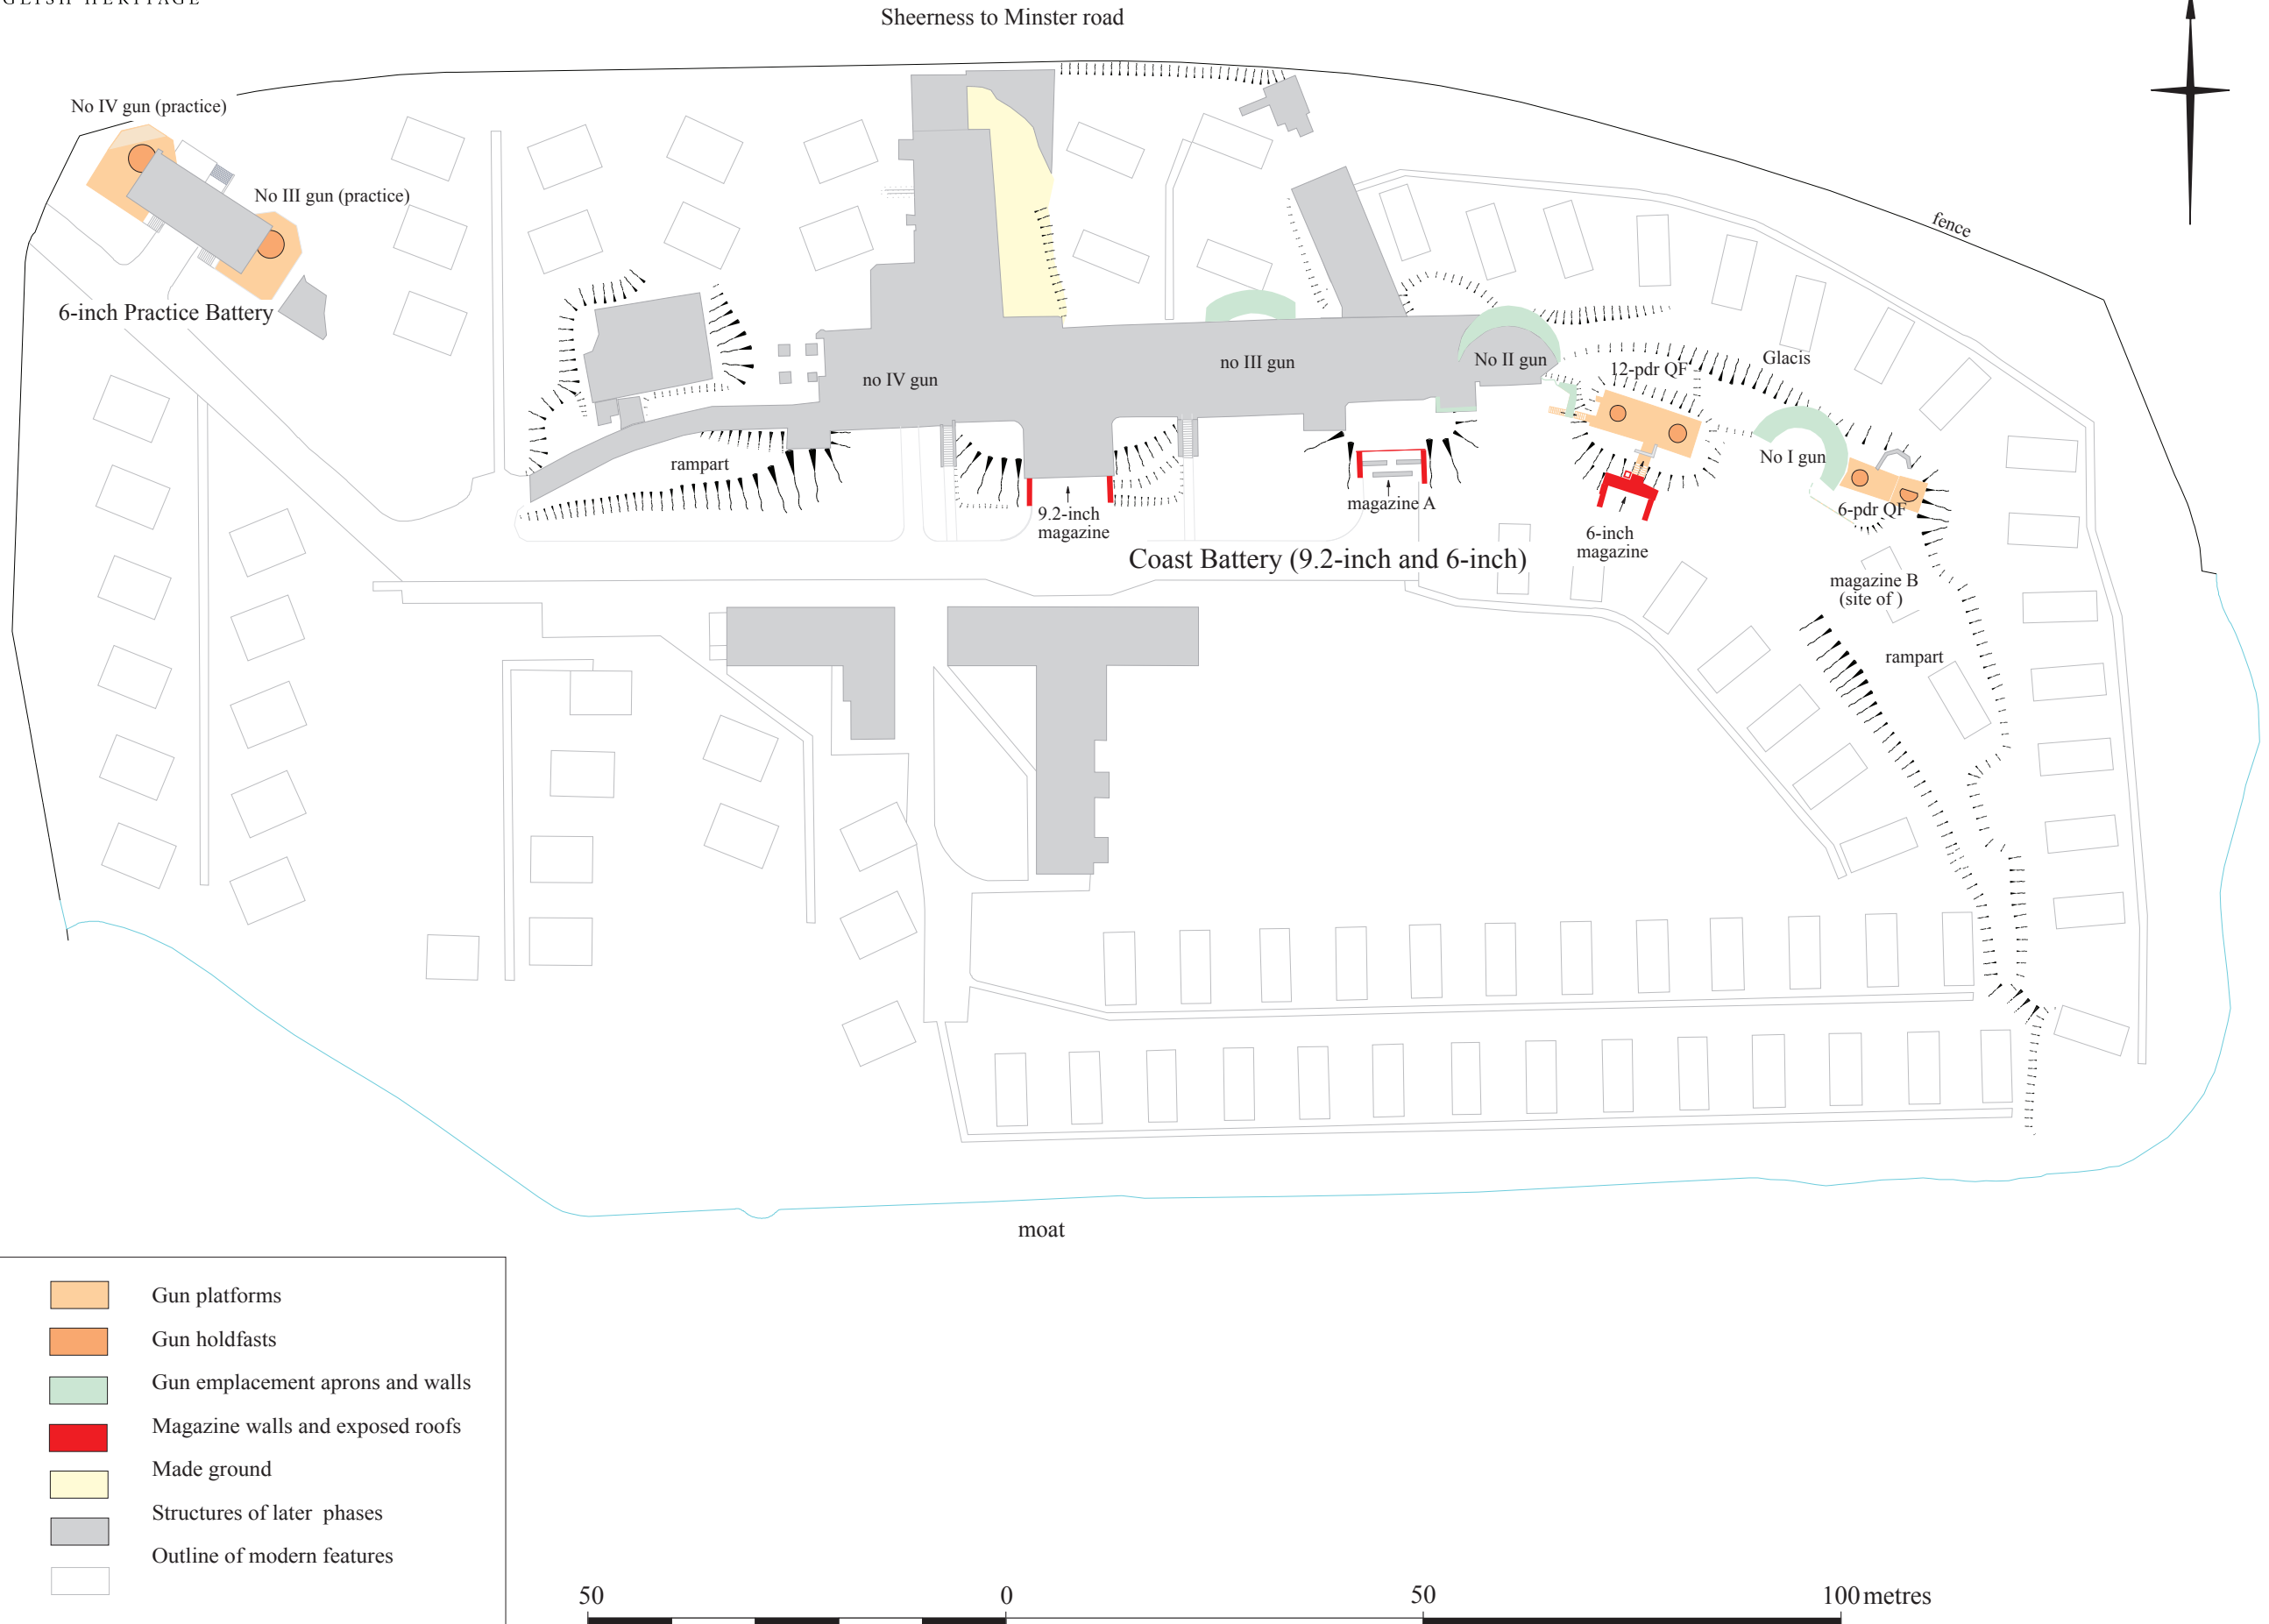 GLISH HERITAGE
Sheerness to Minster road
No IV gun (practice)
No III gun (practice)
6-inch Practice Battery
fence
no IV gun
no III gun
No II gun
12-pdr QF
Glacis
No I gun
6-pdr QF
rampart
9.2-inch
magazine
magazine A
6-inch
magazine
Coast Battery (9.2-inch and 6-inch)
magazine B
(site of )
rampart
moat
Gun platforms
Gun holdfasts
Gun emplacement aprons and walls
Magazine walls and exposed roofs
Made ground
Structures of later phases
Outline of modern features
50 0 50 100 metres